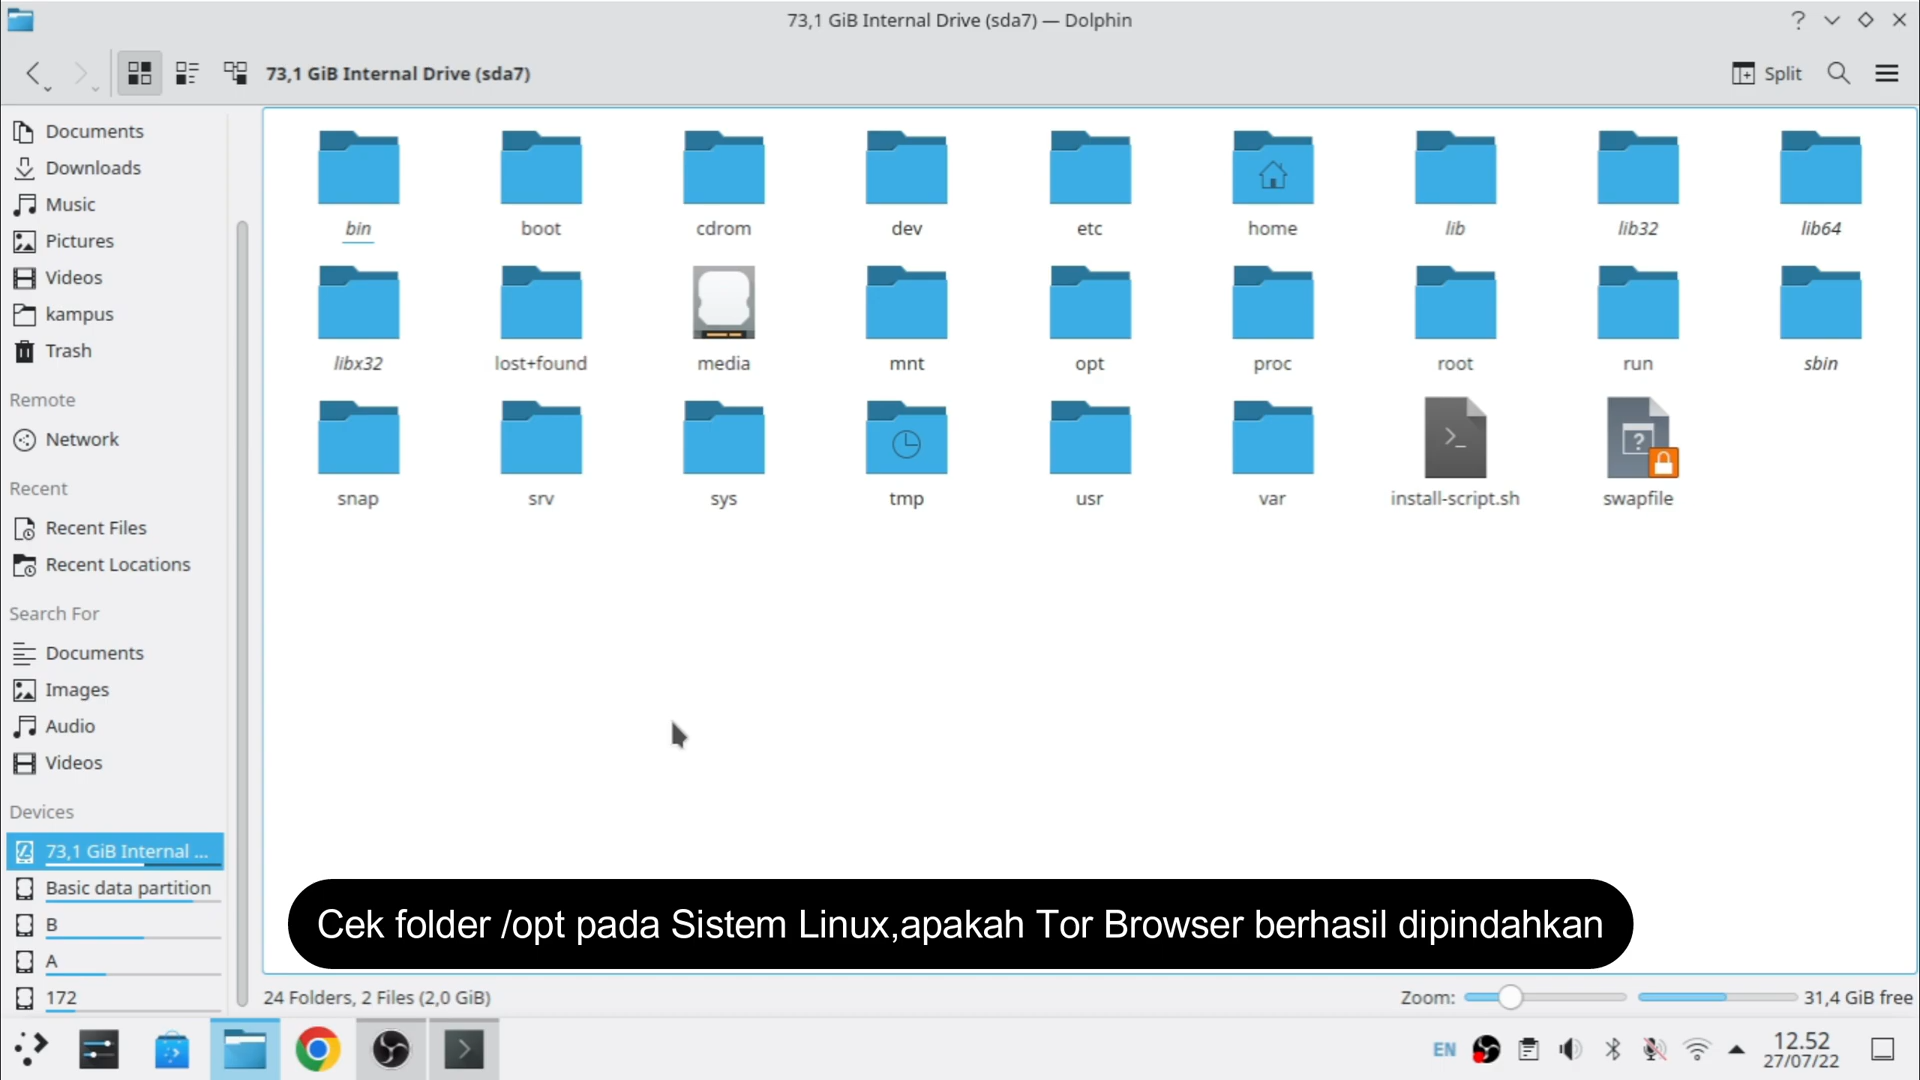 73,1 GiB Internal Drive (sda7) — Dolphin
73,1 GiB Internal Drive (sda7)
Split
Documents
Downloads
Music
Pictures
Videos
kampus
Trash
Remote
Network
Recent
Recent Files
Recent Locations
Search For
Documents
Images
Audio
Videos
Devices
73,1 GiB Internal ...
Basic data partition
B
A
172
bin boot cdrom dev etc home lib lib32 lib64
libx32 lost+found media mnt opt proc root run sbin
snap srv sys tmp usr var install-script.sh swapfile
Cek folder /opt pada Sistem Linux,apakah Tor Browser berhasil dipindahkan
24 Folders, 2 Files (2,0 GiB)
Zoom:
31,4 GiB free
EN
12.52
27/07/22